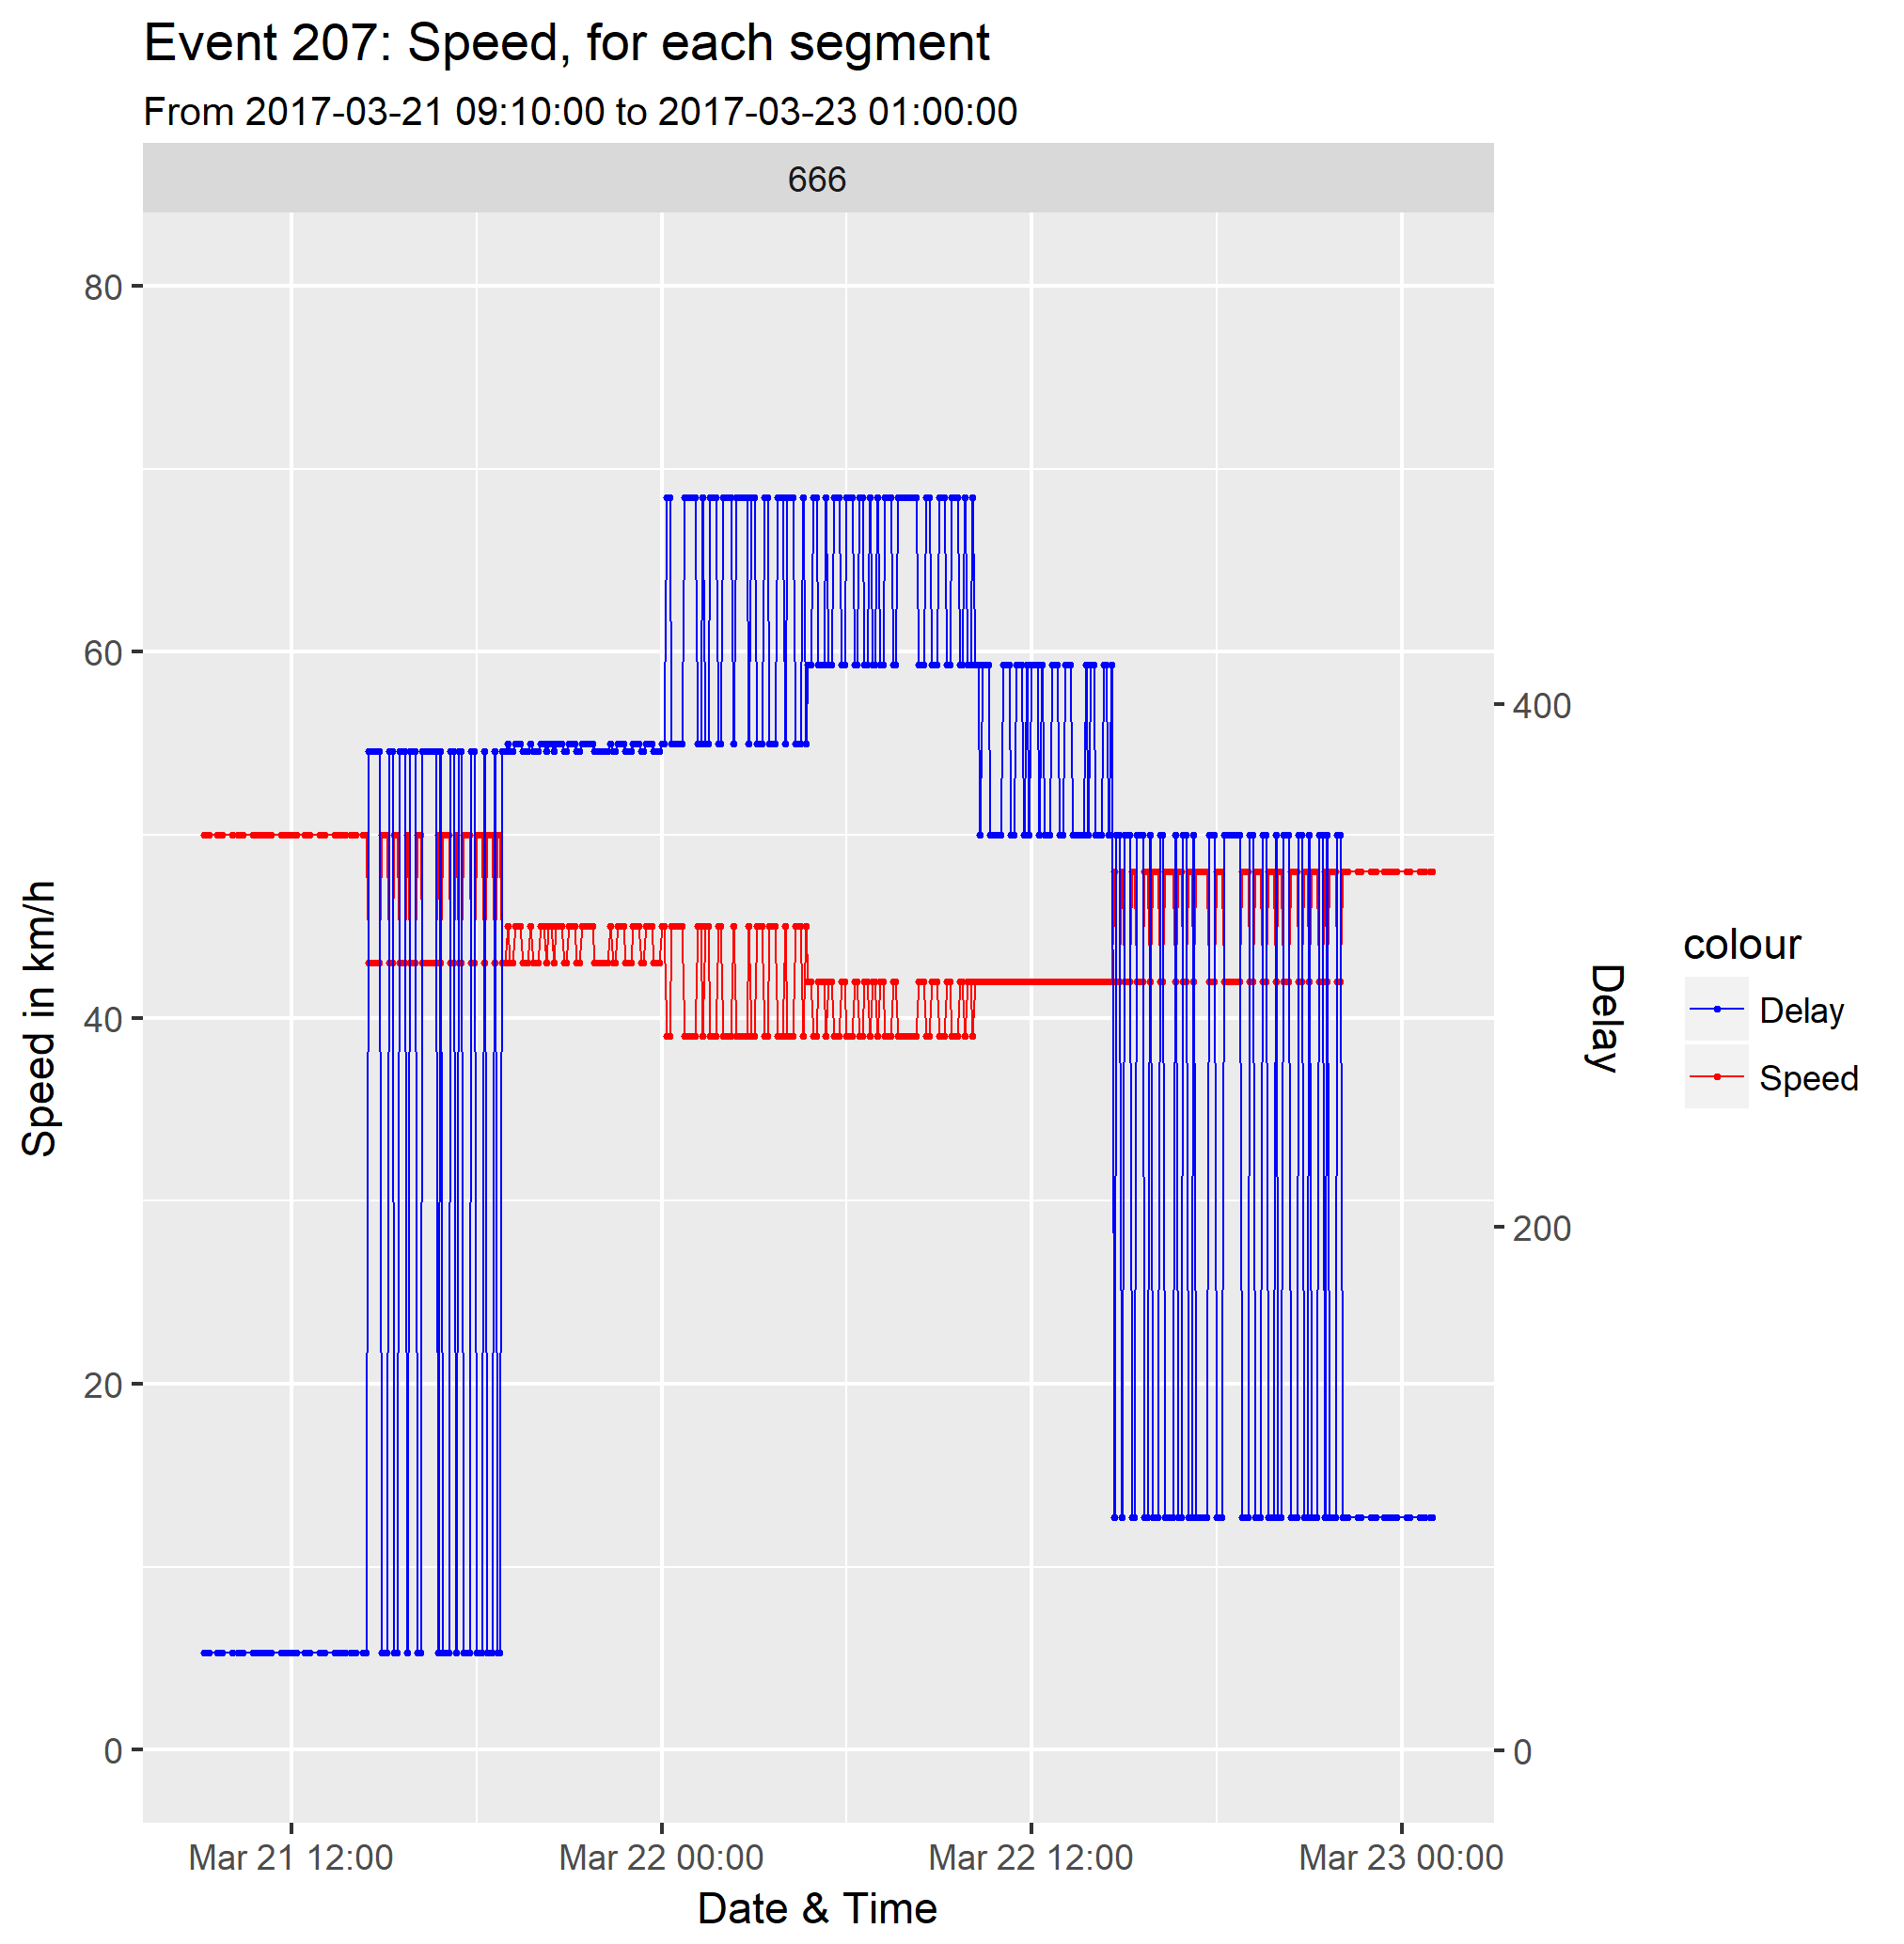 Event 207: Speed, for each segment
From 2017-03-21 09:10:00 to 2017-03-23 01:00:00
666
80
60
40
20
0
Speed in km/h
400
200
0
Delay
Mar 21 12:00
Mar 22 00:00
Mar 22 12:00
Mar 23 00:00
Date & Time
colour
Delay
Speed